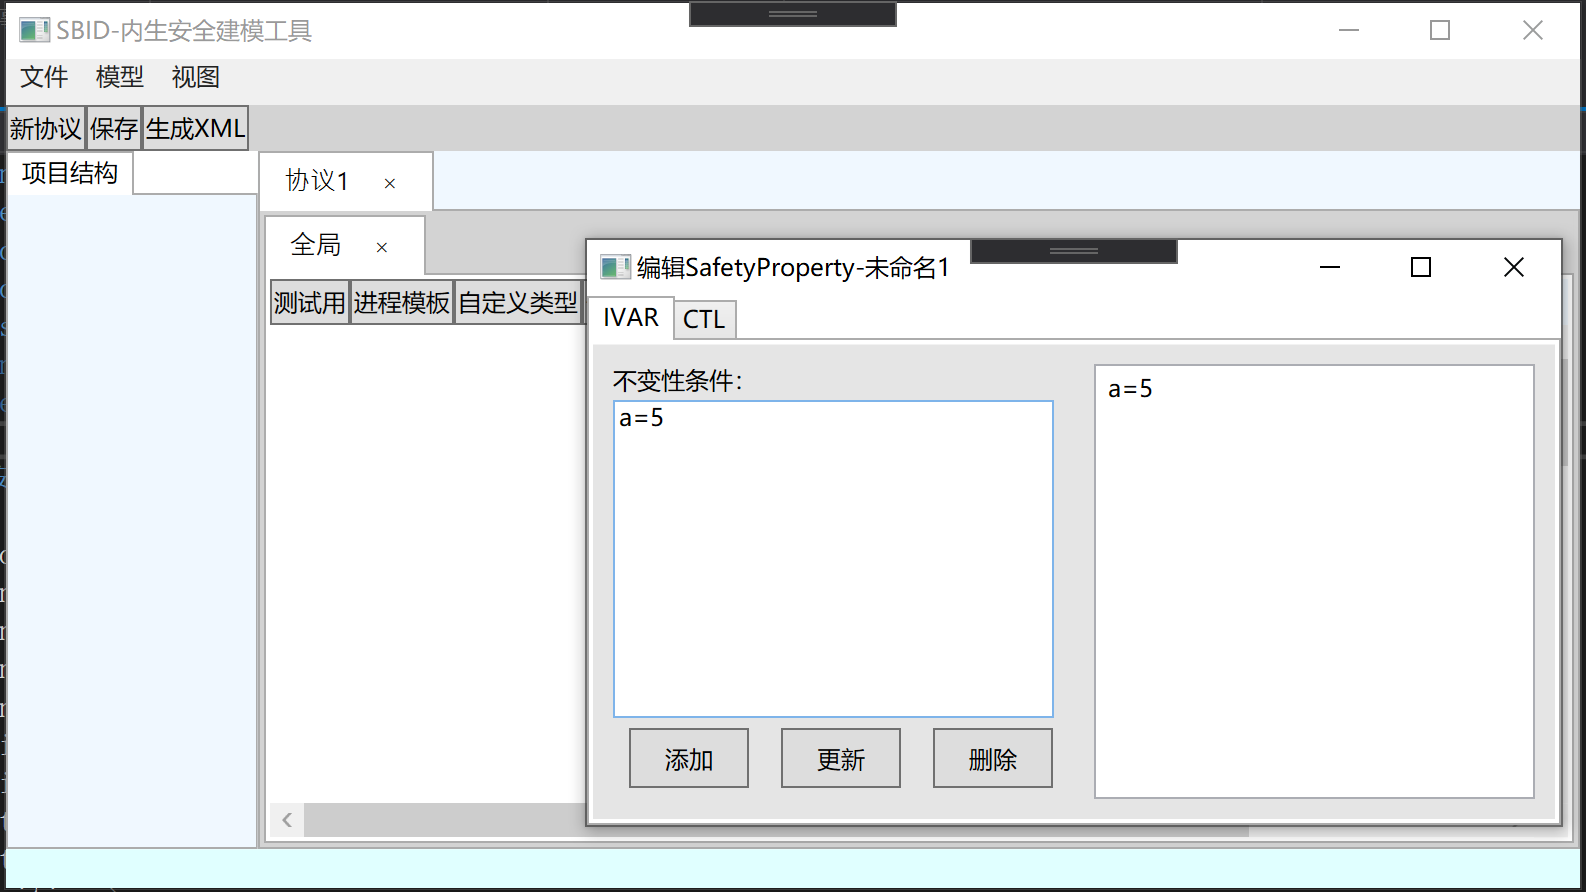 SBID-内生安全建模工具
文件 模型 视图
新协议 保存 生成XML
项目结构
协议1 ×
全局 ×
测试用 进程模板 自定义类型
编辑SafetyProperty-未命名1
IVAR CTL
不变性条件：
a=5
a=5
添加 更新 删除